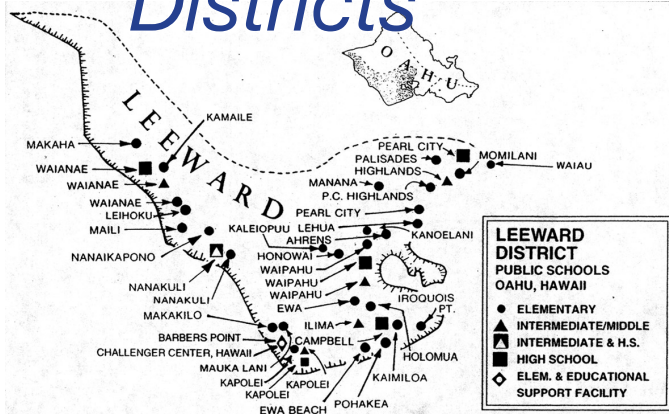 Districts
OAHU
LEEWARD
KAMAILE
MAKAHA
WAIANAE
WAIANAE
WAIANAE
LEIHOKU
MAILI
NANAIKAPONO
NANAKULI
NANAKULI
MAKAKILO
BARBERS POINT
CHALLENGER CENTER, HAWAII
MAUKA LANI
KAPOLEI
KAPOLEI
KAPOLEI
EWA BEACH
POHAKEA
KAIMILOA
HOLOMUA
CAMPBELL
ILIMA
EWA
IROQUOIS
PT.
WAIPAHU
WAIPAHU
WAIPAHU
HONOWAI
KALEIOPUU
AHRENS
LEHUA
KANOELANI
PEARL CITY
P.C. HIGHLANDS
MANANA
HIGHLANDS
PALISADES
PEARL CITY
MOMILANI
WAIAU
LEEWARD
DISTRICT
PUBLIC SCHOOLS
OAHU, HAWAII
ELEMENTARY
INTERMEDIATE/MIDDLE
INTERMEDIATE & H.S.
HIGH SCHOOL
ELEM. & EDUCATIONAL
SUPPORT FACILITY